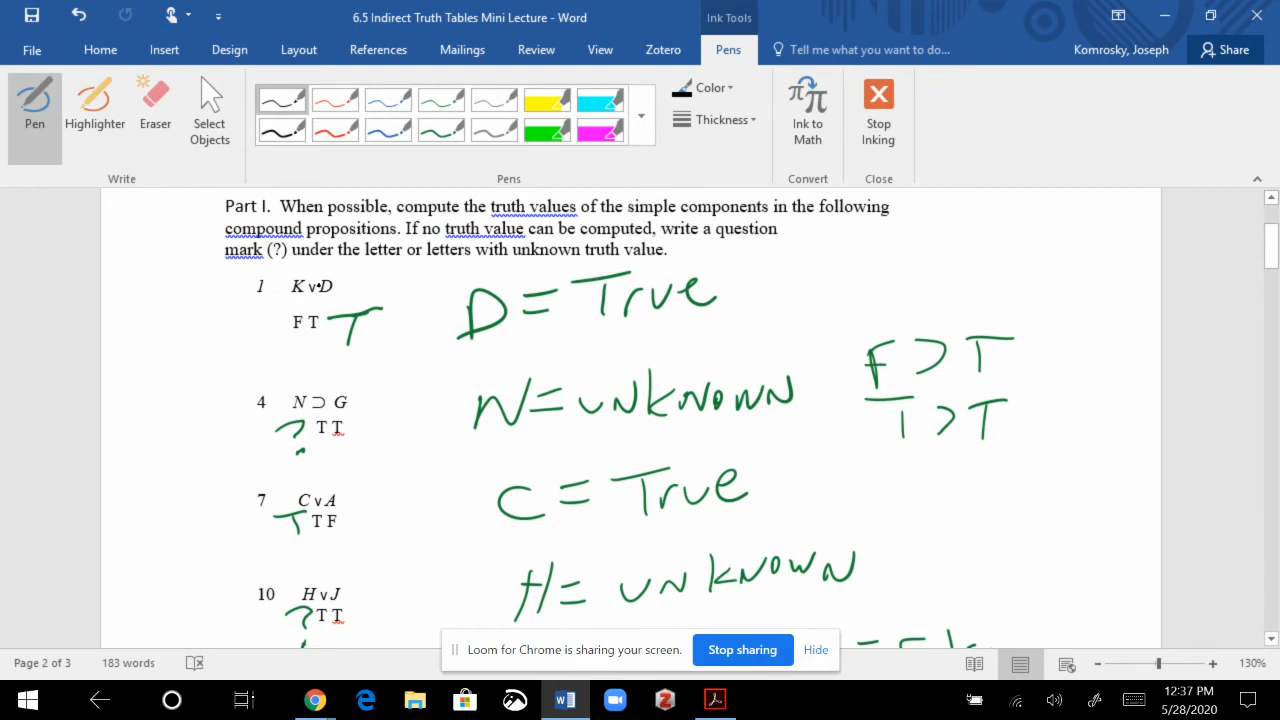 6.5 Indirect Truth Tables Mini Lecture - Word
Ink Tools
File Home Insert Design Layout References Mailings Review View Zotero Pens Tell me what you want to do... Komrosky, Joseph Share
Pen Highlighter Eraser Select Objects
Color
Thickness
Ink to Math
Stop Inking
Write Pens Convert Close
Part I. When possible, compute the truth values of the simple components in the following
compound propositions. If no truth value can be computed, write a question
mark (?) under the letter or letters with unknown truth value.
1 K v D
F T T
D = True
4 N ⊃ G
? T T
N = unknown
F ⊃ T
T ⊃ T
7 C v A
T T F
C = True
10 H v J
? T T
H = unknown
Loom for Chrome is sharing your screen. Stop sharing Hide
Page 2 of 3 183 words 130%
12:37 PM
5/28/2020